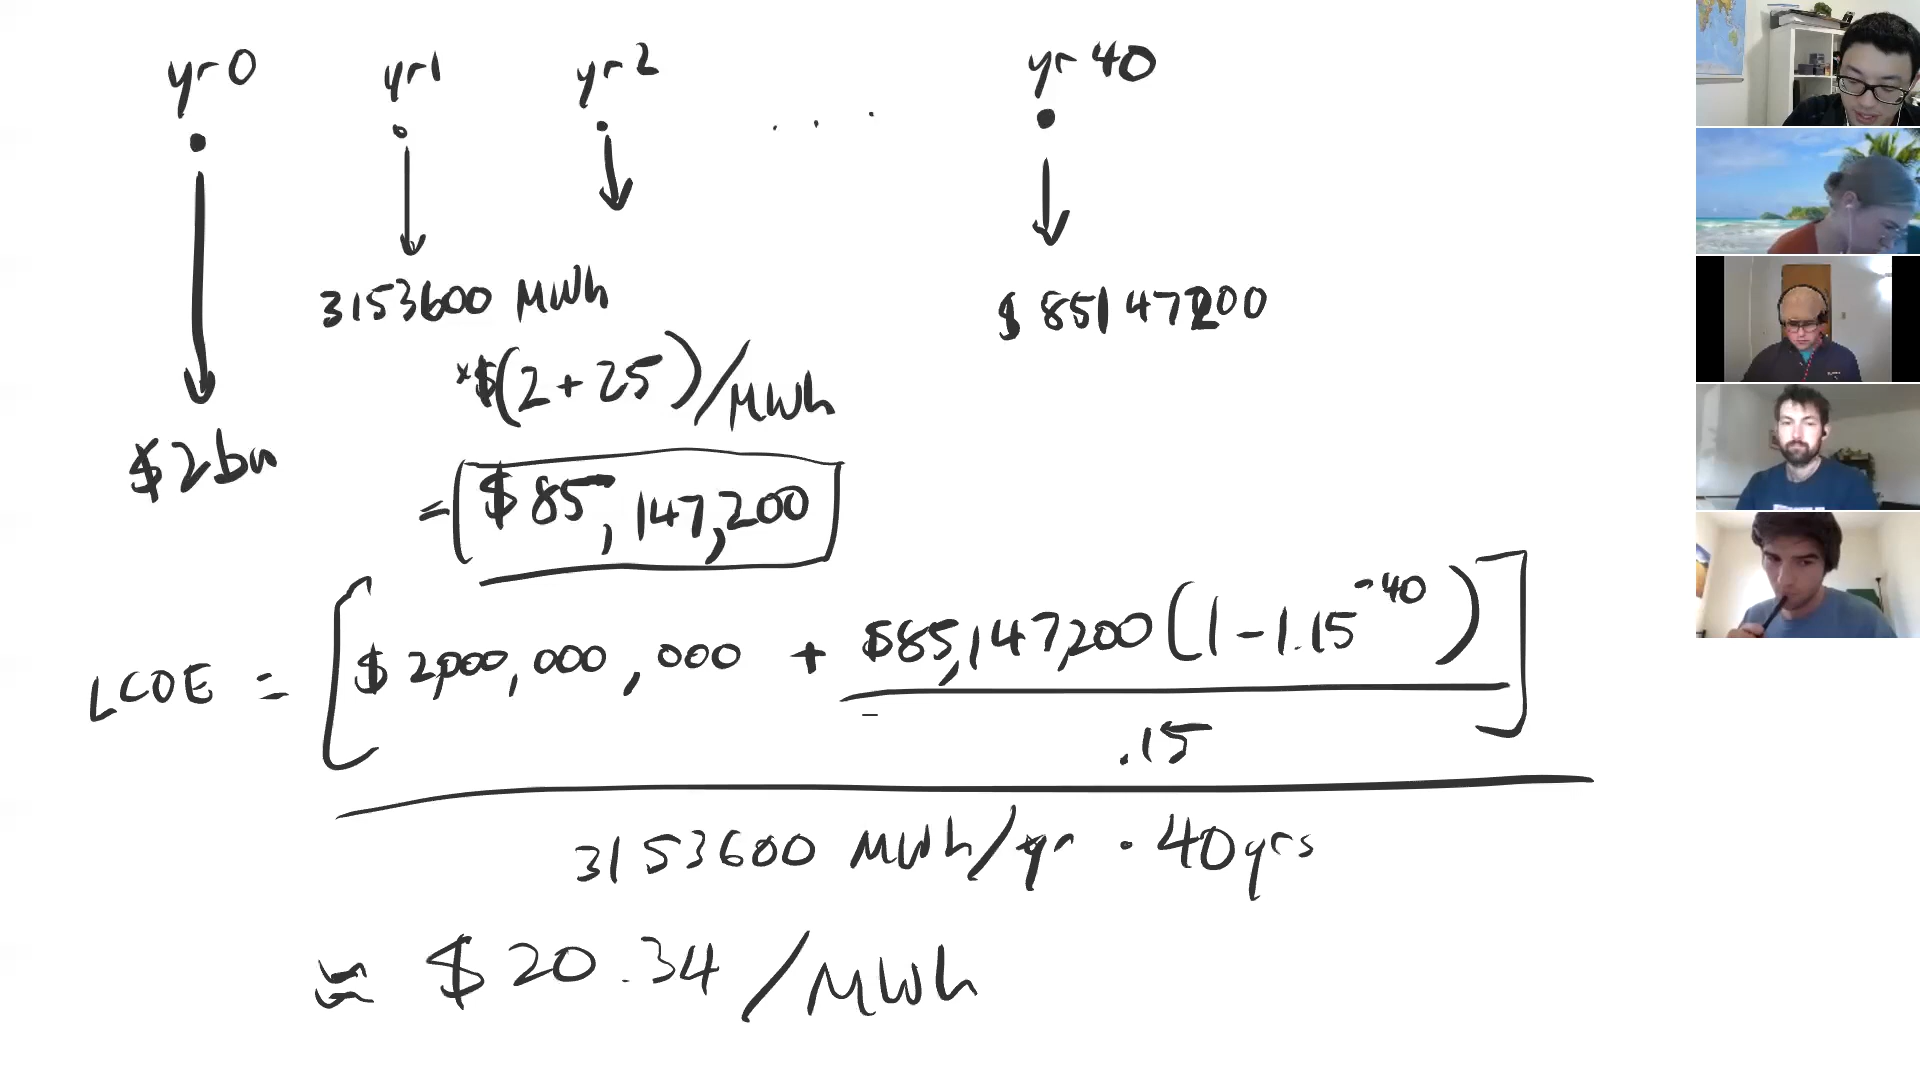 yr 0 yr 1 yr 2 . . . yr 40
3153600 MWh $ 85147200
*$(2 + 25)/MWh
$2bn
= $85,147,200
LCOE = [$2,000,000,000 + $85,147,200(1 - 1.15^-40)
.15]
3153600 MWh/yr · 40yrs
≈ $20.34/MWh